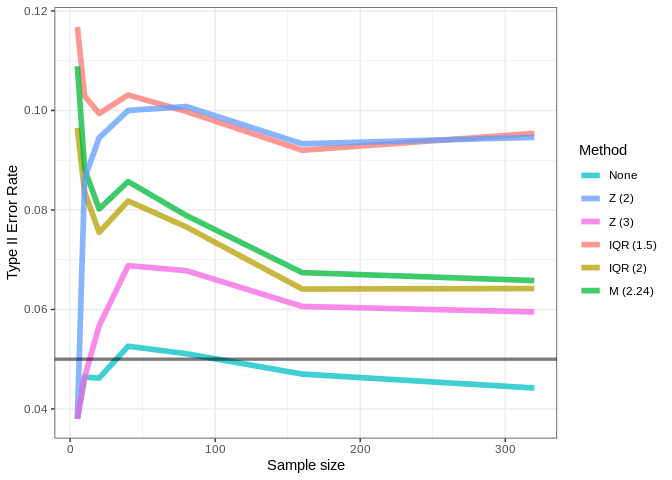 0.12
0.10
0.08
0.06
0.04
Type II Error Rate
0
100
200
300
Sample size
Method
None
Z (2)
Z (3)
IQR (1.5)
IQR (2)
M (2.24)